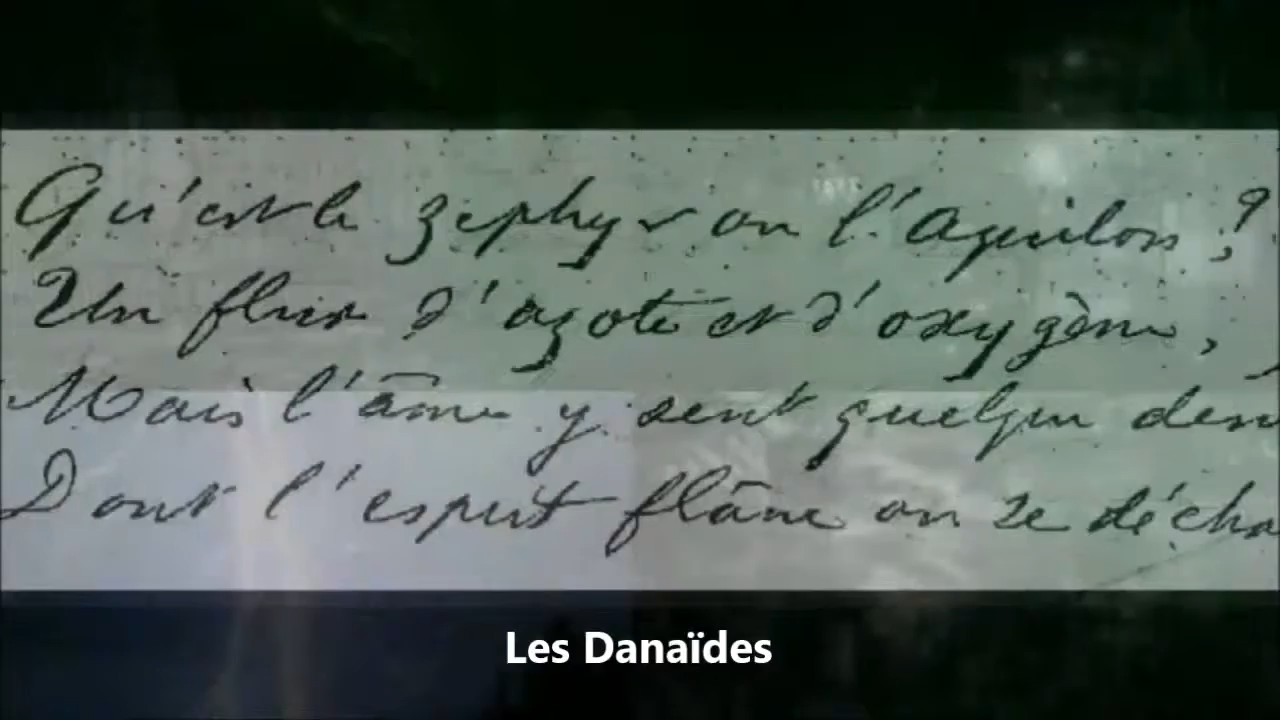 Qu'est le zéphyr ou l'Aquilon ?
Un flux d'azote et d'oxygène,
Mais l'âme y sent quelque
Dont l'esprit flâne ou se
Les Danaïdes